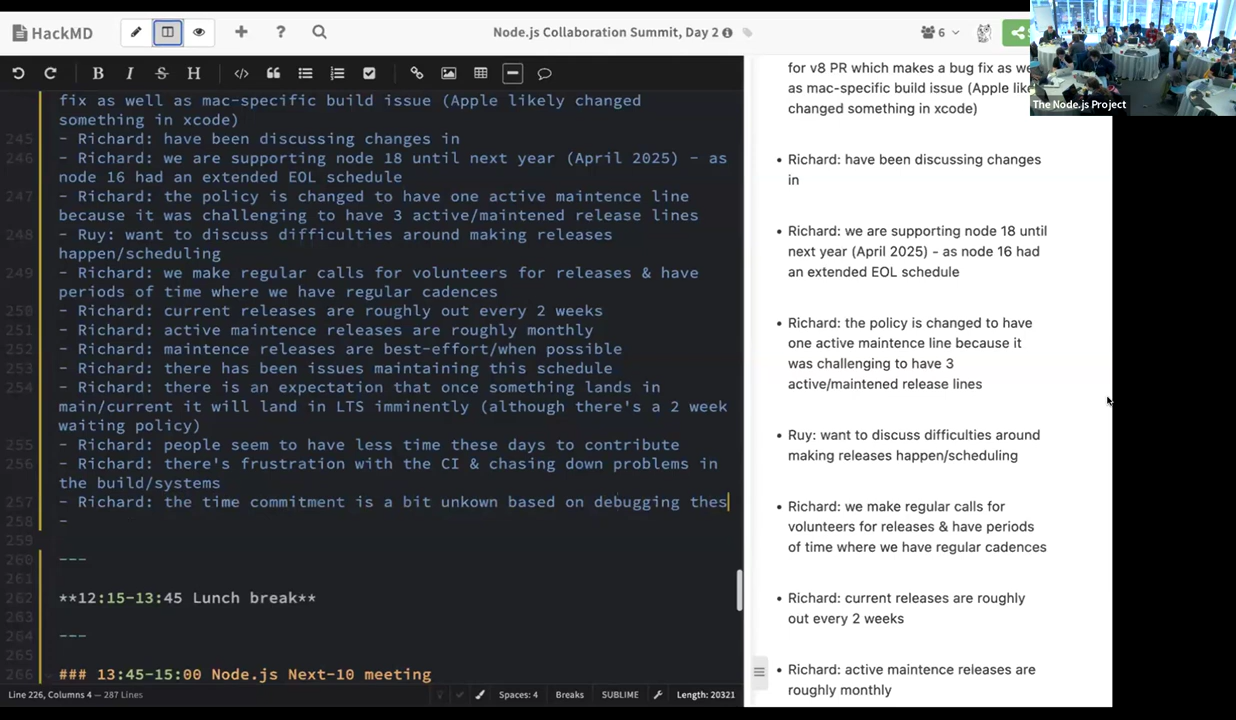 HackMD
Node.js Collaboration Summit, Day 2
6
The Node.js Project
fix as well as mac-specific build issue (Apple likely changed
something in xcode)
245 - Richard: have been discussing changes in
246 - Richard: we are supporting node 18 until next year (April 2025) - as
node 16 had an extended EOL schedule
247 - Richard: the policy is changed to have one active maintence line
because it was challenging to have 3 active/maintened release lines
248 - Ruy: want to discuss difficulties around making releases
happen/scheduling
249 - Richard: we make regular calls for volunteers for releases & have
periods of time where we have regular cadences
250 - Richard: current releases are roughly out every 2 weeks
251 - Richard: active maintence releases are roughly monthly
252 - Richard: maintence releases are best-effort/when possible
253 - Richard: there has been issues maintaining this schedule
254 - Richard: there is an expectation that once something lands in
main/current it will land in LTS imminently (although there's a 2 week
waiting policy)
255 - Richard: people seem to have less time these days to contribute
256 - Richard: there's frustration with the CI & chasing down problems in
the build/systems
257 - Richard: the time commitment is a bit unkown based on debugging thes
258 -
259
260 ---
261
262 **12:15-13:45 Lunch break**
263
264 ---
265
266 ### 13:45-15:00 Node.js Next-10 meeting
Line 226, Columns 4 — 287 Lines
Spaces: 4
Breaks
SUBLIME
Length: 20321
for v8 PR which makes a bug fix as we
as mac-specific build issue (Apple like
changed something in xcode)
• Richard: have been discussing changes
in
• Richard: we are supporting node 18 until
next year (April 2025) - as node 16 had
an extended EOL schedule
• Richard: the policy is changed to have
one active maintence line because it
was challenging to have 3
active/maintened release lines
• Ruy: want to discuss difficulties around
making releases happen/scheduling
• Richard: we make regular calls for
volunteers for releases & have periods
of time where we have regular cadences
• Richard: current releases are roughly
out every 2 weeks
• Richard: active maintence releases are
roughly monthly